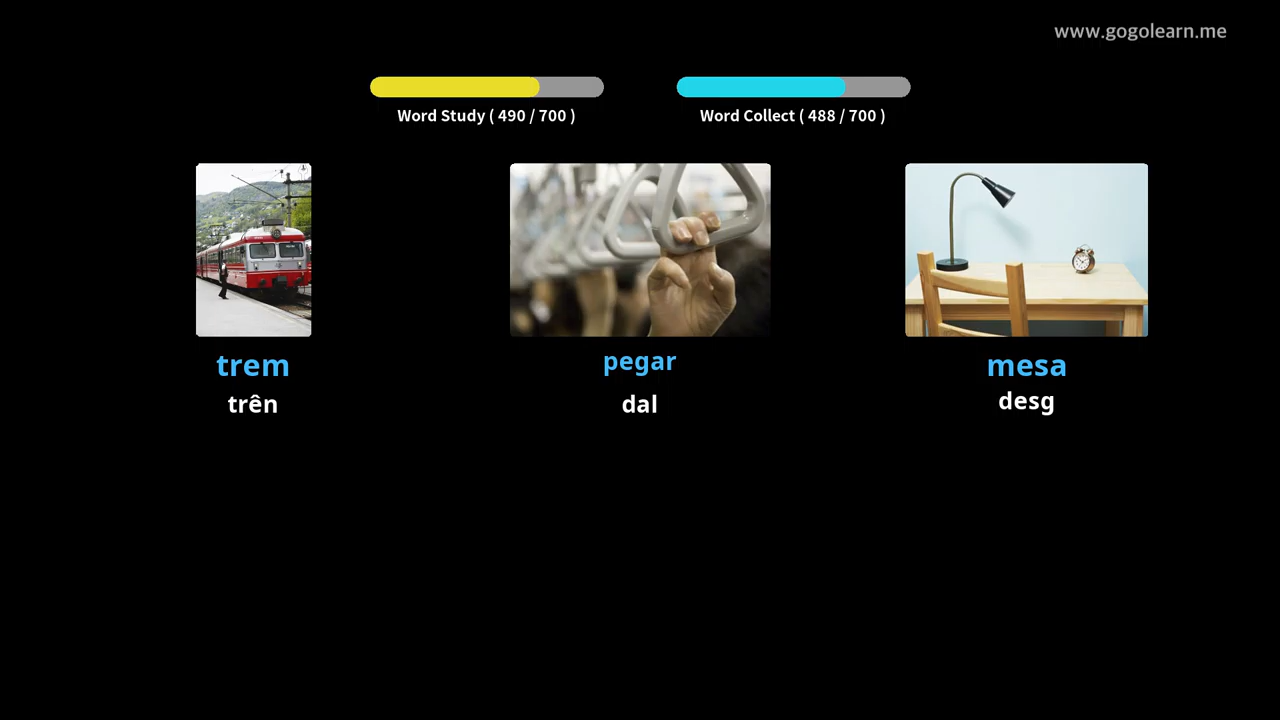 www.gogolearn.me
Word Study ( 490 / 700 )
Word Collect ( 488 / 700 )
trem
pegar
mesa
trên
dal
desg